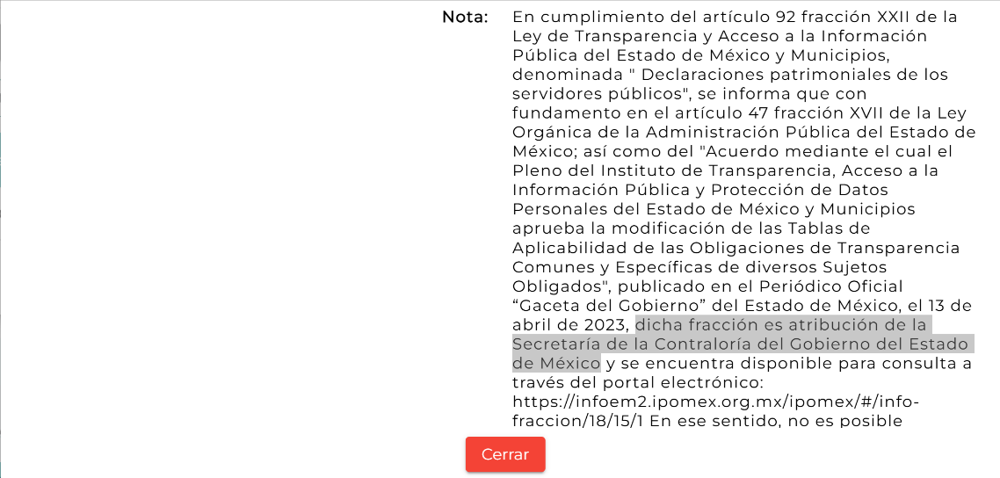 Nota: En cumplimiento del artículo 92 fracción XXII de la
Ley de Transparencia y Acceso a la Información
Pública del Estado de México y Municipios,
denominada " Declaraciones patrimoniales de los
servidores públicos", se informa que con
fundamento en el artículo 47 fracción XVII de la Ley
Orgánica de la Administración Pública del Estado de
México; así como del "Acuerdo mediante el cual el
Pleno del Instituto de Transparencia, Acceso a la
Información Pública y Protección de Datos
Personales del Estado de México y Municipios
aprueba la modificación de las Tablas de
Aplicabilidad de las Obligaciones de Transparencia
Comunes y Específicas de diversos Sujetos
Obligados", publicado en el Periódico Oficial
“Gaceta del Gobierno” del Estado de México, el 13 de
abril de 2023, dicha fracción es atribución de la
Secretaría de la Contraloría del Gobierno del Estado
de México y se encuentra disponible para consulta a
través del portal electrónico:
https://infoem2.ipomex.org.mx/ipomex/#/info-
fraccion/18/15/1 En ese sentido, no es posible
Cerrar